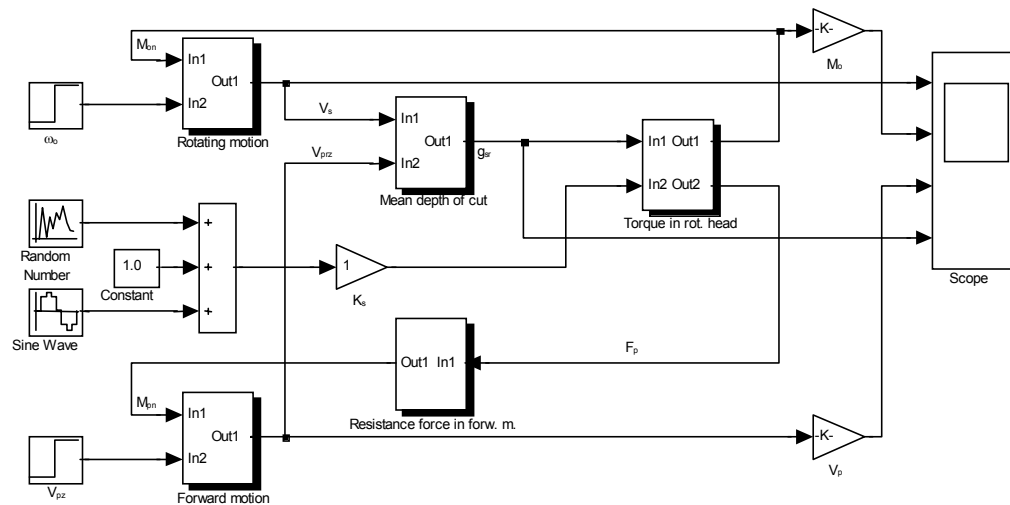 Mon
In1
Out1
In2
Rotating motion
ωo
-K-
Mo
Vs
Vprz
In1
Out1
In2
gsr
Mean depth of cut
In1 Out1
In2 Out2
Torque in rot. head
Scope
+
+
+
Random
Number
1.0
Constant
Sine Wave
1
Ks
Out1 In1
Resistance force in forw. m.
Fp
Mpn
In1
Out1
In2
Forward motion
Vpz
-K-
Vp